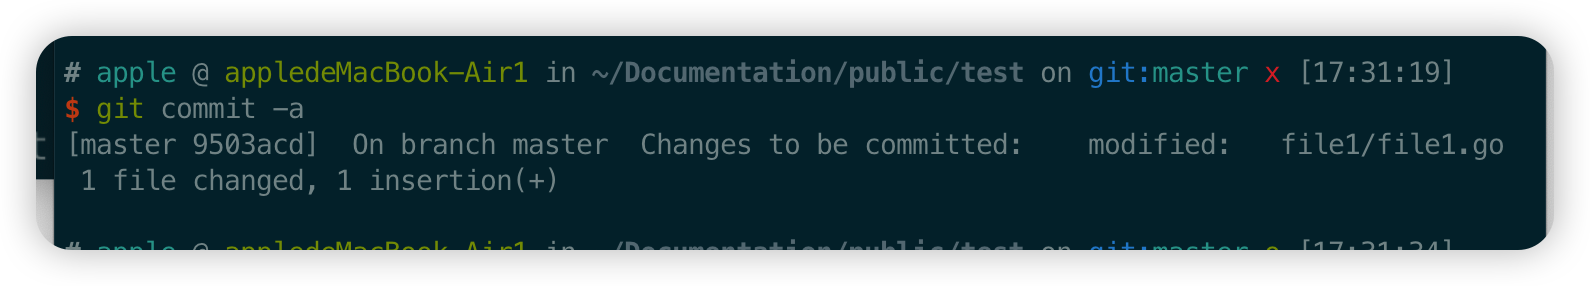 # apple @ appledeMacBook-Air1 in ~/Documentation/public/test on git:master x [17:31:19]
$ git commit -a
[master 9503acd]  On branch master  Changes to be committed:    modified:   file1/file1.go
 1 file changed, 1 insertion(+)
# apple @ appledeMacBook-Air1 in ~/Documentation/public/test on git:master o [17:31:34]